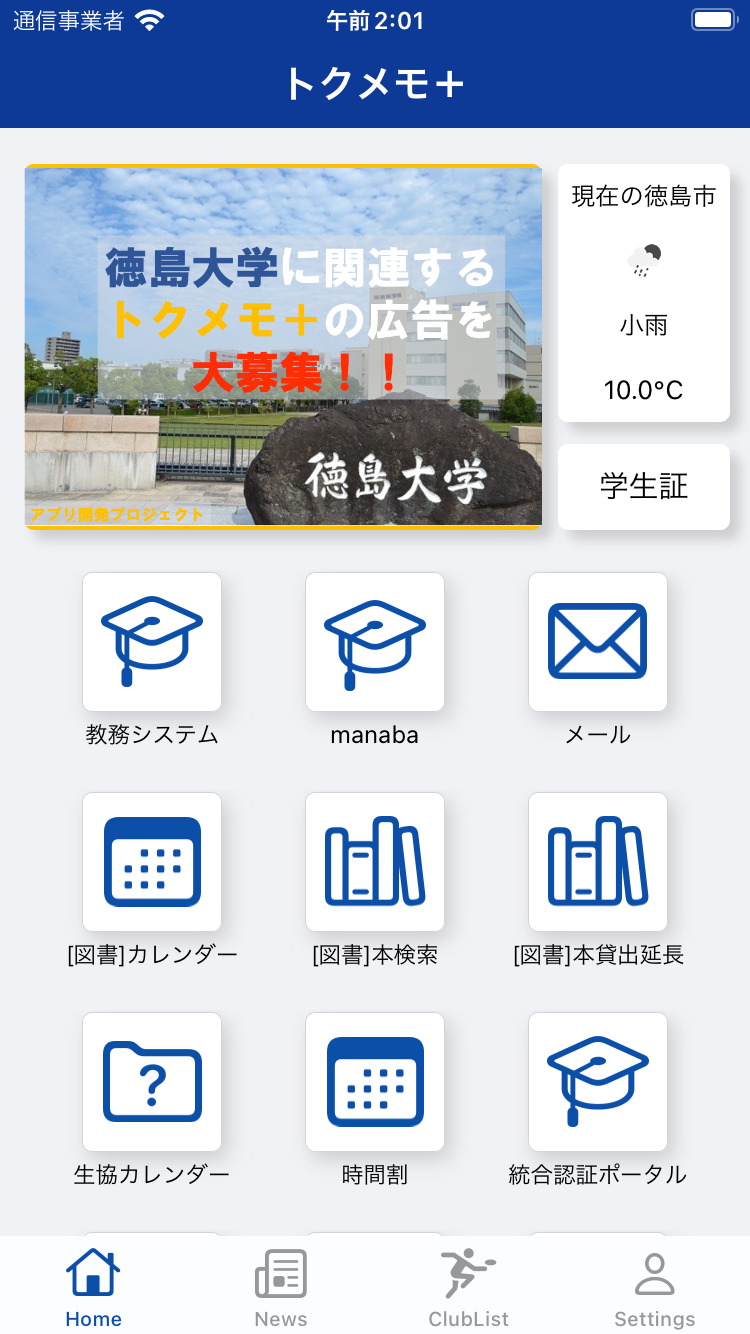 通信事業者
午前2:01
トクメモ＋
徳島大学に関連する
トクメモ＋の広告を
大募集！！
徳島大学
アプリ開発プロジェクト
現在の徳島市
小雨
10.0°C
学生証
教務システム
manaba
メール
[図書]カレンダー
[図書]本検索
[図書]本貸出延長
?
生協カレンダー
時間割
統合認証ポータル
Home
News
ClubList
Settings